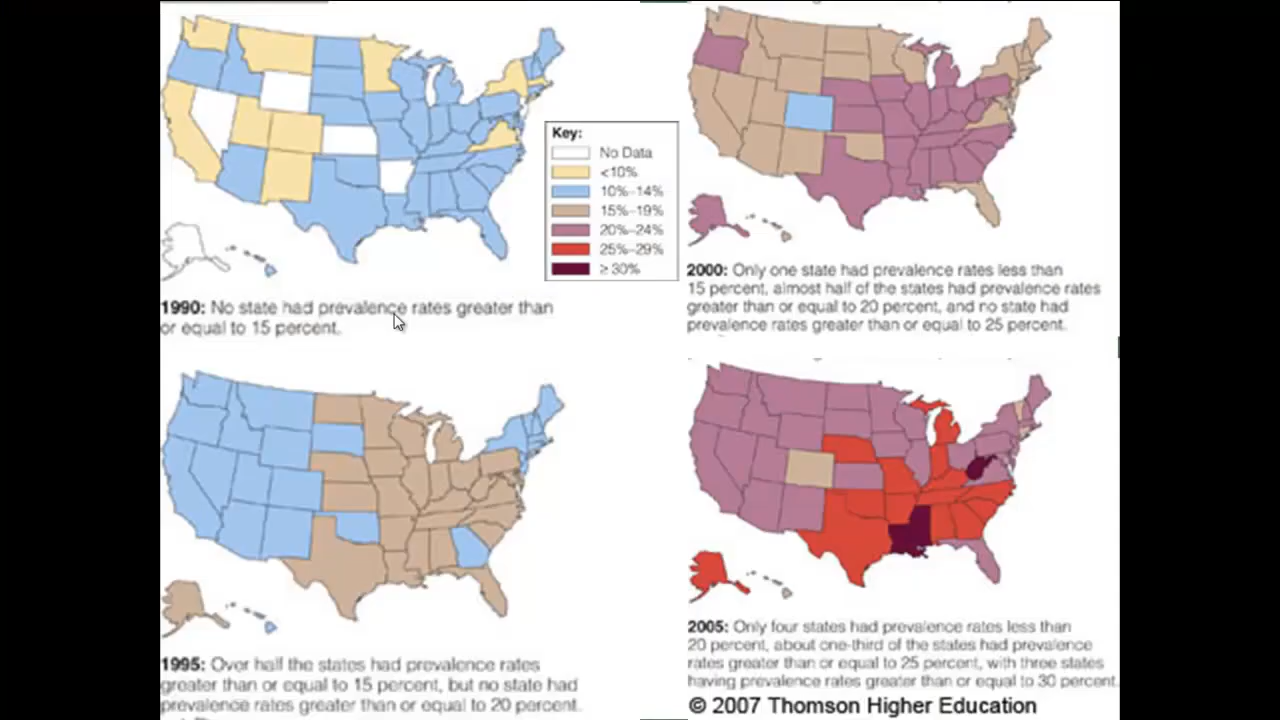 Key:
No Data
<10%
10%–14%
15%–19%
20%–24%
25%–29%
≥ 30%
1990: No state had prevalence rates greater than
or equal to 15 percent.
2000: Only one state had prevalence rates less than
15 percent, almost half of the states had prevalence rates
greater than or equal to 20 percent, and no state had
prevalence rates greater than or equal to 25 percent.
1995: Over half the states had prevalence rates
greater than or equal to 15 percent, but no state had
prevalence rates greater than or equal to 20 percent.
2005: Only four states had prevalence rates less than
20 percent, about one-third of the states had prevalence
rates greater than or equal to 25 percent, with three states
having prevalence rates greater than or equal to 30 percent.
© 2007 Thomson Higher Education